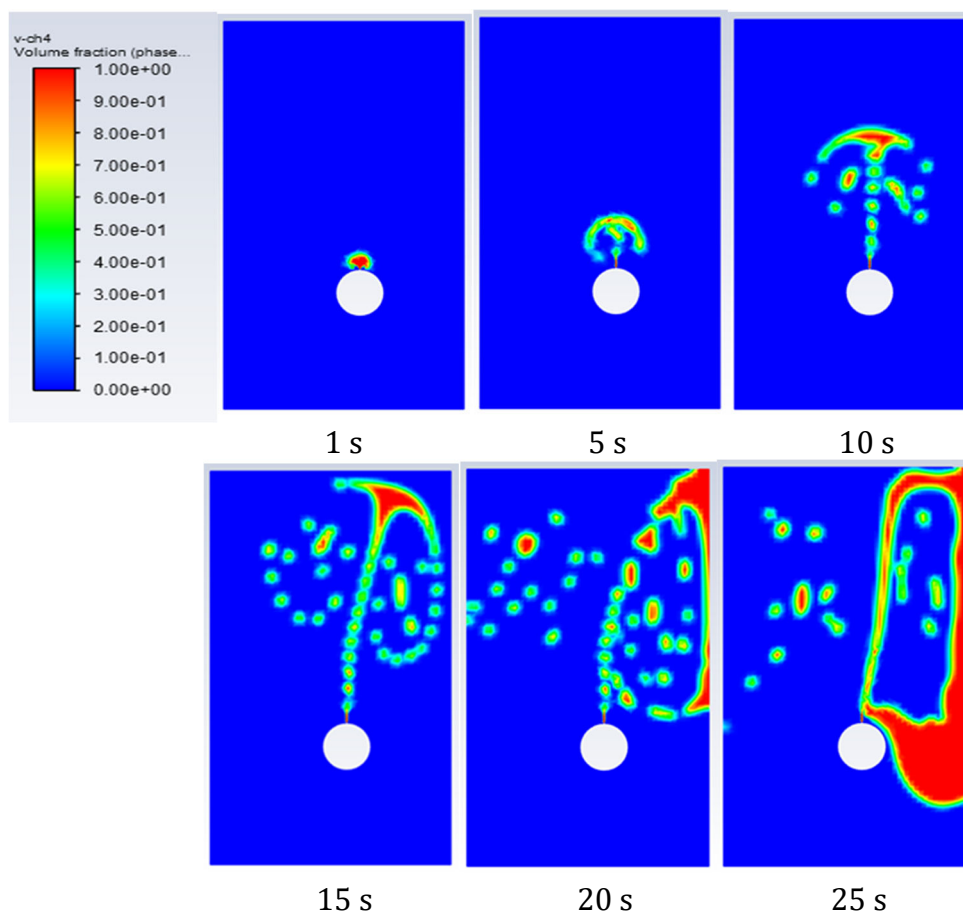 v-ch4
Volume fraction (phase...
1.00e+00
9.00e-01
8.00e-01
7.00e-01
6.00e-01
5.00e-01
4.00e-01
3.00e-01
2.00e-01
1.00e-01
0.00e+00
1 s
5 s
10 s
15 s
20 s
25 s